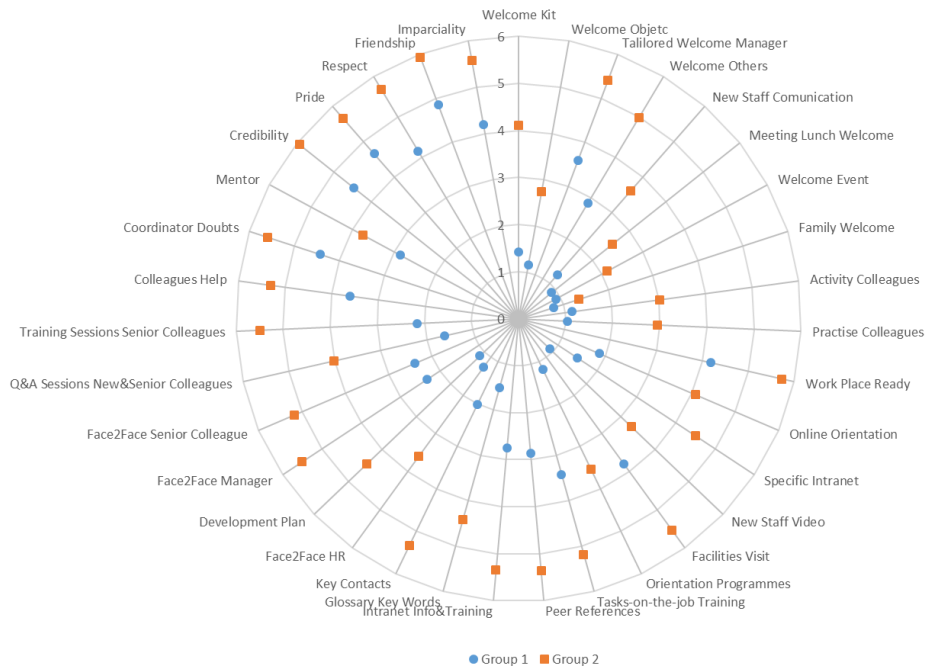 Welcome Kit
Welcome Objetc
Talilored Welcome Manager
Welcome Others
New Staff Comunication
Meeting Lunch Welcome
Welcome Event
Family Welcome
Activity Colleagues
Practise Colleagues
Work Place Ready
Online Orientation
Specific Intranet
New Staff Video
Facilities Visit
Orientation Programmes
Tasks-on-the-job Training
Peer References
Intranet Info&Training
Glossary Key Words
Key Contacts
Face2Face HR
Development Plan
Face2Face Manager
Face2Face Senior Colleague
Q&A Sessions New&Senior Colleagues
Training Sessions Senior Colleagues
Colleagues Help
Coordinator Doubts
Mentor
Credibility
Pride
Respect
Friendship
Imparciality
6
5
4
3
2
1
0
Group 1 Group 2